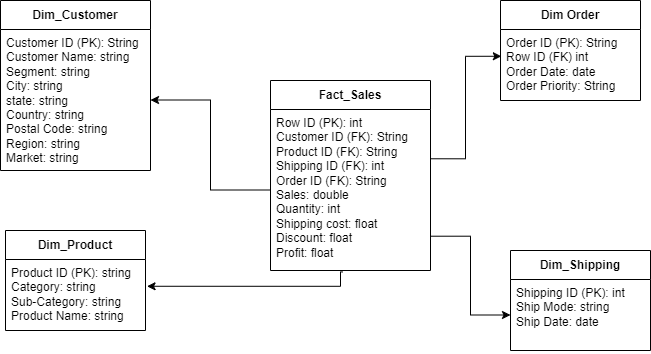 Dim_Customer
Customer ID (PK): String
Customer Name: string
Segment: string
City: string
state: string
Country: string
Postal Code: string
Region: string
Market: string
Dim Order
Order ID (PK): String
Row ID (FK) int
Order Date: date
Order Priority: String
Fact_Sales
Row ID (PK): int
Customer ID (FK): String
Product ID (FK): String
Shipping ID (FK): int
Order ID (FK): String
Sales: double
Quantity: int
Shipping cost: float
Discount: float
Profit: float
Dim_Product
Product ID (PK): string
Category: string
Sub-Category: string
Product Name: string
Dim_Shipping
Shipping ID (PK): int
Ship Mode: string
Ship Date: date